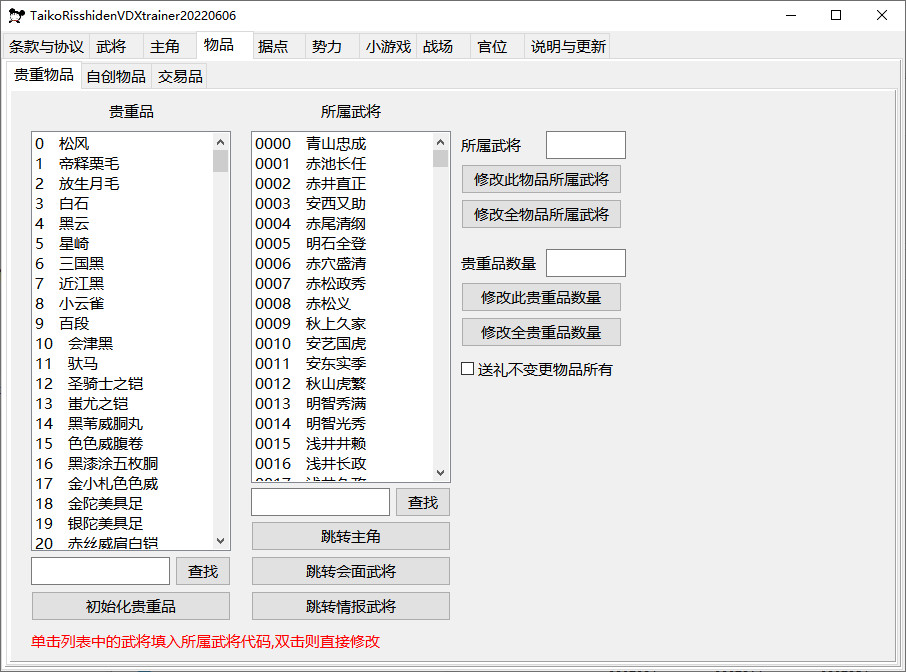 TaikoRisshidenVDXtrainer20220606
条款与协议 武将 主角 物品 据点 势力 小游戏 战场 官位 说明与更新
贵重物品 自创物品 交易品
贵重品
0 松风
1 帝释栗毛
2 放生月毛
3 白石
4 黑云
5 星崎
6 三国黑
7 近江黑
8 小云雀
9 百段
10 会津黑
11 驮马
12 圣骑士之铠
13 蚩尤之铠
14 黑苇威胴丸
15 色色威腹卷
16 黑漆涂五枚胴
17 金小札色色威
18 金陀美具足
19 银陀美具足
20 赤丝威肩白铠
查找
初始化贵重品
所属武将
0000 青山忠成
0001 赤池长任
0002 赤井直正
0003 安西又助
0004 赤尾清纲
0005 明石全登
0006 赤穴盛清
0007 赤松政秀
0008 赤松义
0009 秋上久家
0010 安艺国虎
0011 安东实季
0012 秋山虎繁
0013 明智秀满
0014 明智光秀
0015 浅井井赖
0016 浅井长政
查找
跳转主角
跳转会面武将
跳转情报武将
所属武将
修改此物品所属武将
修改全物品所属武将
贵重品数量
修改此贵重品数量
修改全贵重品数量
送礼不变更物品所有
单击列表中的武将填入所属武将代码,双击则直接修改